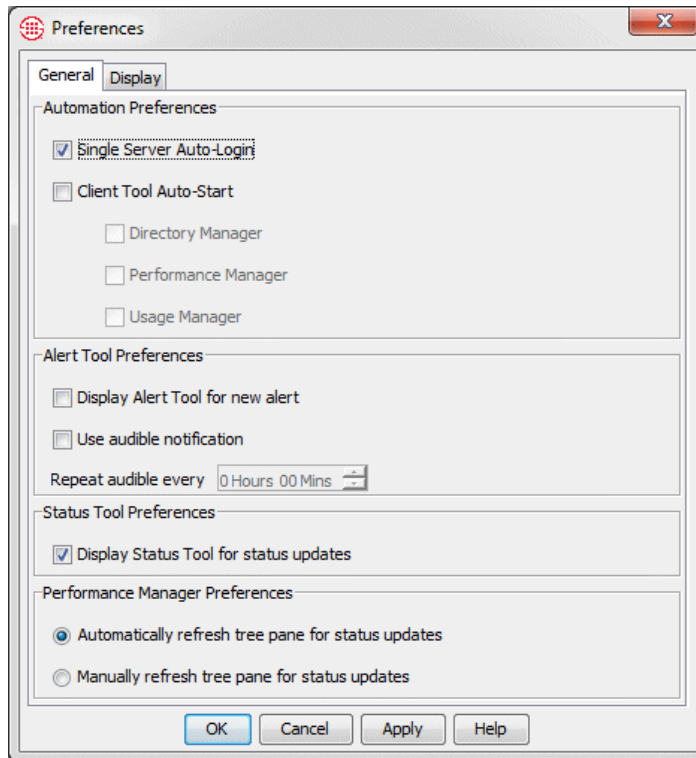 Preferences
General Display
Automation Preferences
Single Server Auto-Login
Client Tool Auto-Start
Directory Manager
Performance Manager
Usage Manager
Alert Tool Preferences
Display Alert Tool for new alert
Use audible notification
Repeat audible every 0 Hours 00 Mins
Status Tool Preferences
Display Status Tool for status updates
Performance Manager Preferences
Automatically refresh tree pane for status updates
Manually refresh tree pane for status updates
OK Cancel Apply Help